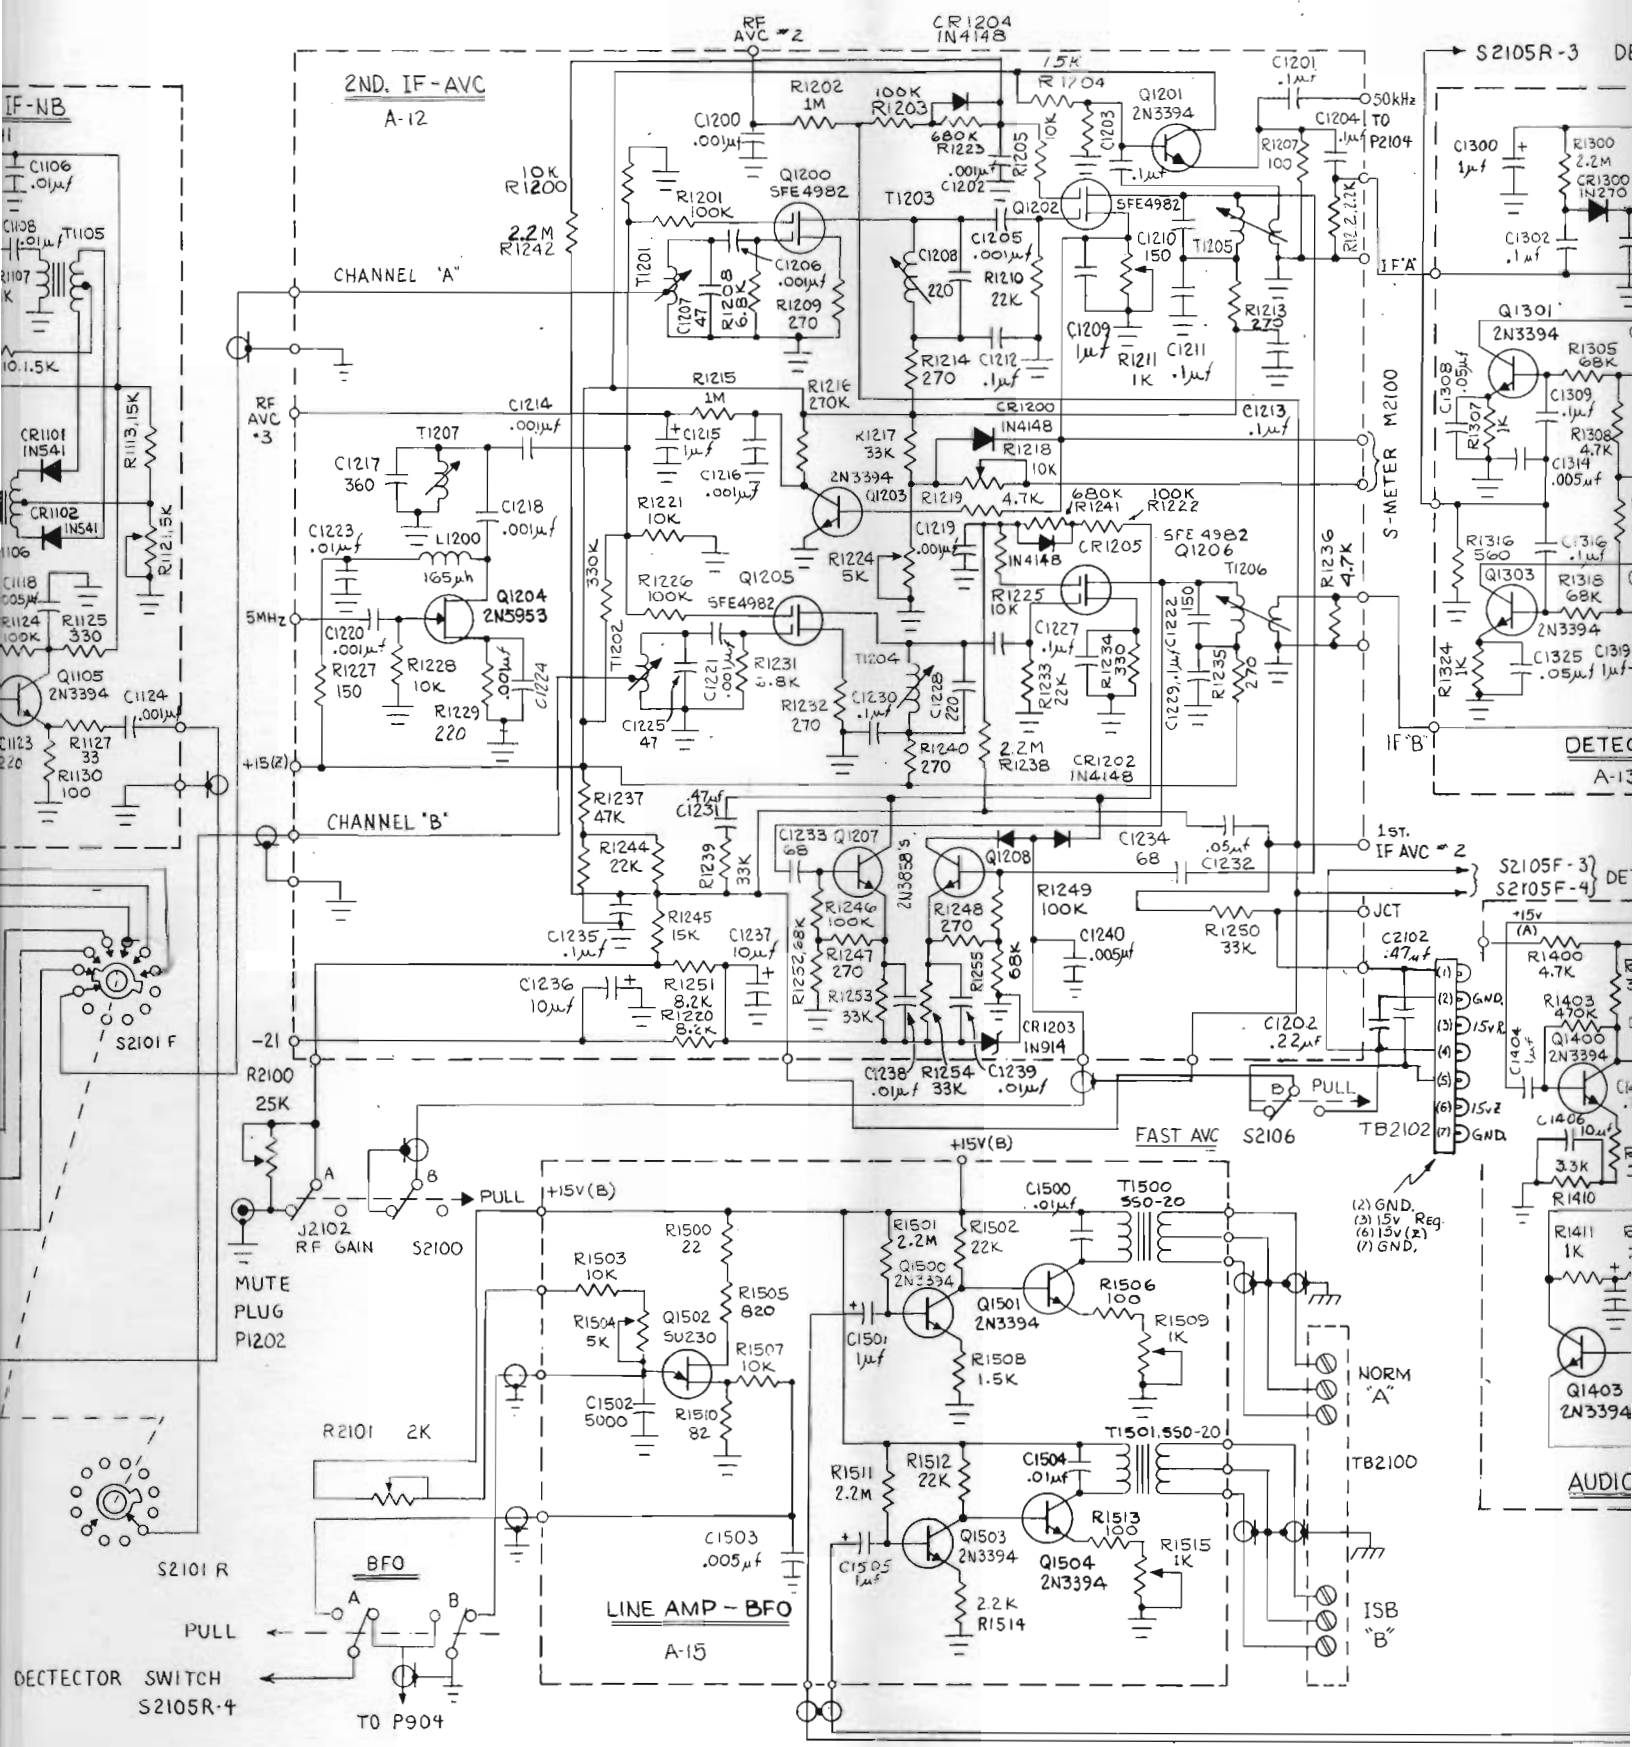 RF
AVC #2
CR1204
1N4148
S2105R-3
2ND. IF-AVC
A-12
IF-NB
C1106
.01µf
C1108
.01µf
T1105
R1107
10.1.5K
CR1101
1N541
CR1102
1N541
R1113,15K
R1121,5K
C1118
.005µf
R1124
100K
R1125
330
Q1105
2N3394
C1124
.001µf
C1123
220
R1127
33
R1130
100
10K
R1200
2.2M
R1242
C1200
.001µf
R1202
1M
100K
R1203
680K
R1223
.001µf
C1202
R1205
10K
15K
R1204
C1203
.1µf
Q1201
2N3394
C1201
.1µf
50kHz
TO
P2104
C1204
.1µf
R1207
100
R1201
100K
Q1200
SFE4982
T1203
Q1202
SFE4982
T1201
C1207
47
R1208
6.8K
C1206
.001µf
R1209
270
C1208
220
C1205
.001µf
R1210
22K
C1210
150
T1205
C1209
1µf
R1211
1K
C1211
.1µf
R1213
270
C1212
.1µf
R1214
270
IF"A"
CHANNEL "A"
RF
AVC
#3
R1215
1M
R1216
270K
C1214
.001µf
C1215
1µf
C1216
.001µf
R1217
33K
CR1200
1N4148
R1218
10K
C1213
.1µf
S-METER M2100
T1207
C1217
360
C1218
.001µf
2N3394
Q1203
R1219
4.7K
680K
R1241
100K
R1222
R1221
10K
C1223
.01µf
L1200
165µh
330K
R1224
5K
C1219
.001µf
1N4148
CR1205
SFE 4982
Q1206
T1206
R1236
4.7K
5MHz
C1220
.001µf
Q1204
2N5953
R1226
100K
Q1205
SFE4982
R1225
10K
R1227
150
R1228
10K
R1229
220
.001µf
C1224
T1202
C1225
47
C1221
.001µf
R1231
6.8K
R1232
270
C1230
.1µf
T1204
C1228
220
C1227
.1µf
R1233
22K
R1234
330
C1222
150
C1229,.1µf
R1235
270
R1240
270
2.2M
R1238
CR1202
1N4148
IF"B"
+15(Z)
R1237
47K
.47µf
C1231
CHANNEL "B"
R1244
22K
R1239
33K
C1233
68
Q1207
2N3858'S
Q1208
C1234
68
.05µf
C1232
1ST.
IF AVC #2
R1245
15K
C1235
.1µf
C1237
10µf
R1246
100K
R1247
270
R1252,68K
R1248
270
R1249
100K
R1255
68K
C1240
.005µf
R1250
33K
JCT
C1236
10µf
R1251
8.2K
R1220
8.2K
R1253
33K
C1238
.01µf
R1254
33K
C1239
.01µf
CR1203
1N914
-21
S2101 F
C1300
1µf
R1300
2.2M
CR1300
1N270
C1302
.1µf
Q1301
2N3394
R1305
68K
C1308
.05µf
R1307
1K
C1309
.1µf
R1308
4.7K
C1314
.005µf
R1316
560
C1316
.1µf
Q1303
2N3394
R1318
68K
R1324
1K
C1325
.05µf
C1319
1µf
A-13
S2105F-3
S2105F-4
+15v
(A)
R1400
4.7K
R1403
470K
Q1400
2N3394
C1404
1µf
C1406
10µf
3.3K
R1410
R1411
1K
Q1403
2N3394
C2102
.47µf
C1202
.22µf
(1)
(2) GND.
(3) 15vR
(4)
(5)
(6) 15vZ
(7) GND.
TB2102
B
PULL
S2106
FAST AVC
(2) GND.
(3) 15v Reg.
(6) 15v(Z)
(7) GND.
R2100
25K
A
B
PULL
J2102
RF GAIN
S2100
MUTE
PLUG
P1202
+15V(B)
+15V(B)
R1500
22
R1503
10K
R1504
5K
Q1502
SU230
R1505
820
R1507
10K
C1502
5000
R1510
82
R1501
2.2M
R1502
22K
C1500
.01µf
T1500
SSO-20
Q1500
2N3394
Q1501
2N3394
R1506
100
R1509
1K
C1501
1µf
R1508
1.5K
NORM
"A"
R2101
2K
R1511
2.2M
R1512
22K
C1504
.01µf
T1501,SSO-20
TB2100
C1503
.005µf
C1505
1µf
Q1503
2N3394
Q1504
2N3394
R1513
100
R1515
1K
2.2K
R1514
ISB
"B"
S2101 R
BFO
A
B
PULL
LINE AMP - BFO
A-15
DECTECTOR SWITCH
S2105R-4
TO P904